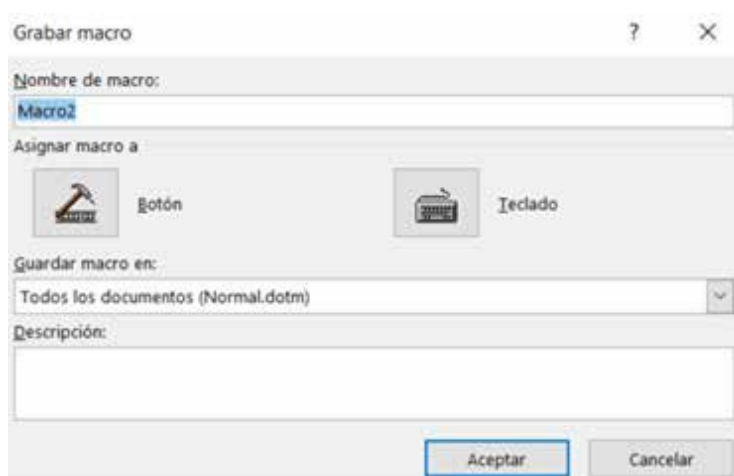 Grabar macro ?
Nombre de macro:
Macro2
Asignar macro a
Botón Teclado
Guardar macro en:
Todos los documentos (Normal.dotm)
Descripción:
Aceptar Cancelar